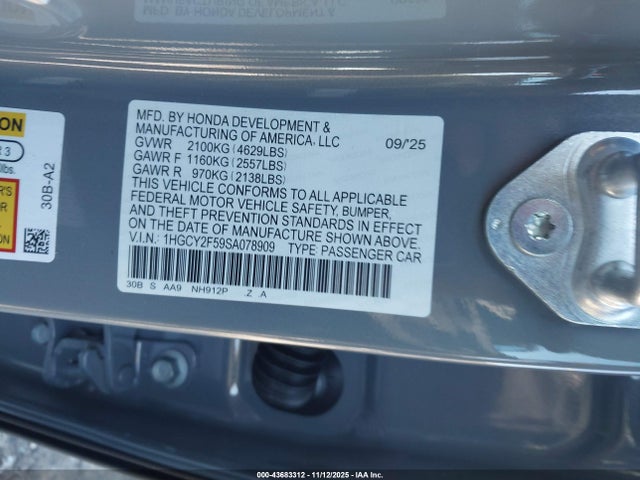 MFD. BY HONDA DEVELOPMENT &
MANUFACTURING OF AMERICA, LLC 09/'25
GVWR 2100KG (4629LBS)
GAWR F 1160KG (2557LBS)
GAWR R 970KG (2138LBS)
THIS VEHICLE CONFORMS TO ALL APPLICABLE
FEDERAL MOTOR VEHICLE SAFETY, BUMPER,
AND THEFT PREVENTION STANDARDS IN EFFECT
ON THE DATE OF MANUFACTURE SHOWN ABOVE.
V.I.N.: 1HGCY2F59SA078909 TYPE PASSENGER CAR
30B S AA9 NH912P .Z .A
30B-A2
000-43683312 - 11/12/2025 - IAA Inc.